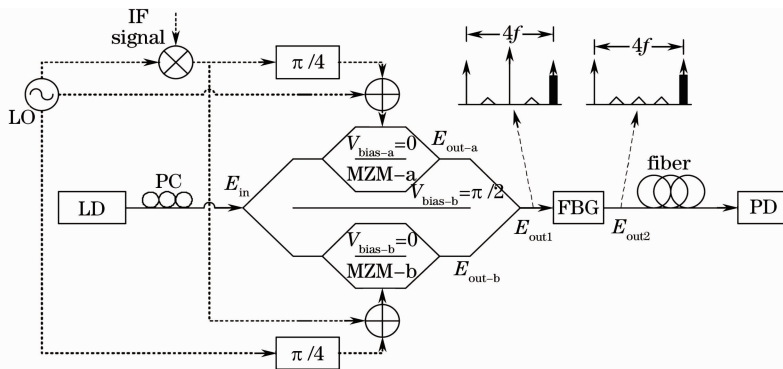 IF
signal
LO
π/4
4f
4f
V_bias-a=0
MZM-a
E_out-a
E_in
PC
LD
V_bias-b=π/2
V_bias-b=0
MZM-b
E_out-b
E_out1
FBG
E_out2
fiber
PD
π/4